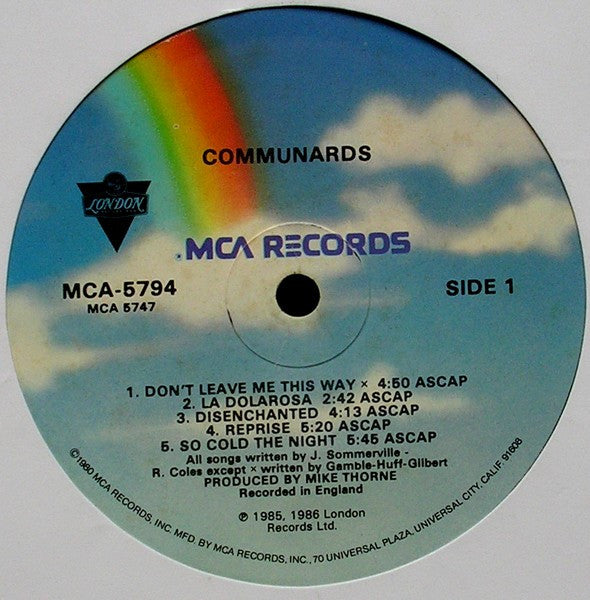 COMMUNARDS
LONDON
MCA RECORDS
MCA-5794
MCA 5747
SIDE 1
1. DON'T LEAVE ME THIS WAY × 4:50 ASCAP
2. LA DOLAROSA 2:42 ASCAP
3. DISENCHANTED 4:13 ASCAP
4. REPRISE 5:20 ASCAP
5. SO COLD THE NIGHT 5:45 ASCAP
All songs written by J. Sommerville -
R. Coles except × written by Gamble-Huff-Gilbert
PRODUCED BY MIKE THORNE
Recorded in England
℗ 1985, 1986 London
Records Ltd.
©1980 MCA RECORDS, INC. MFD. BY MCA RECORDS, INC., 70 UNIVERSAL PLAZA, UNIVERSAL CITY, CALIF. 91608